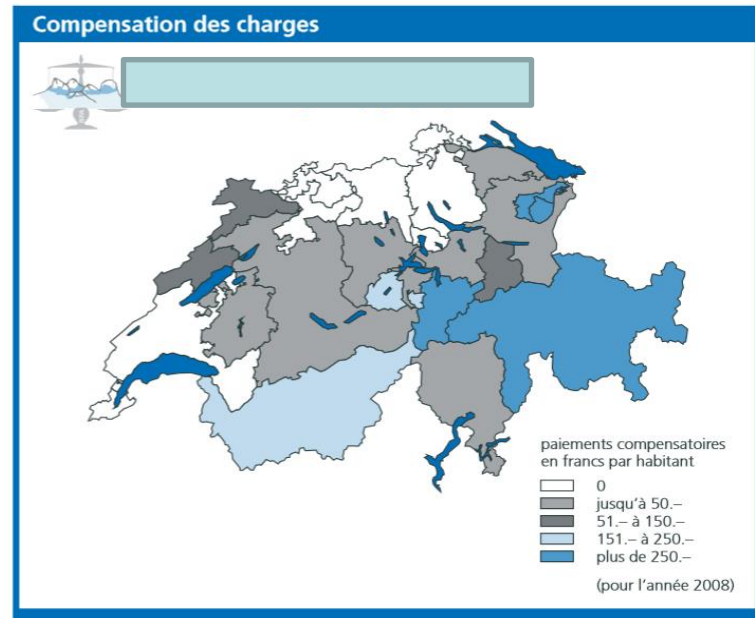 Compensation des charges
paiements compensatoires
en francs par habitant
0
jusqu'à 50.–
51.– à 150.–
151.– à 250.–
plus de 250.–
(pour l'année 2008)